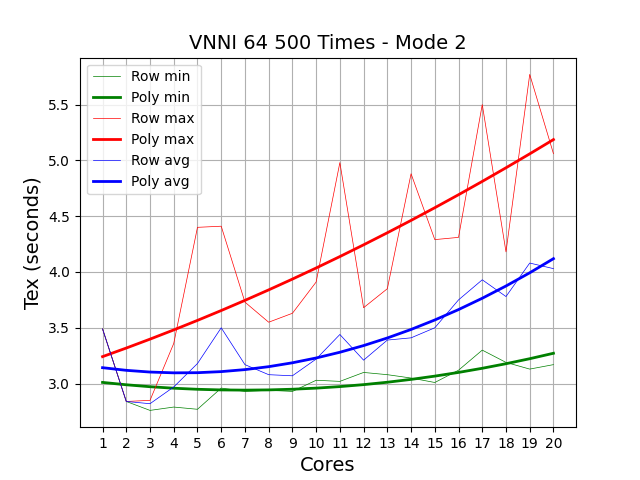 VNNI 64 500 Times - Mode 2
Row min
Poly min
Row max
Poly max
Row avg
Poly avg
Tex (seconds)
5.5
5.0
4.5
4.0
3.5
3.0
1 2 3 4 5 6 7 8 9 10 11 12 13 14 15 16 17 18 19 20
Cores